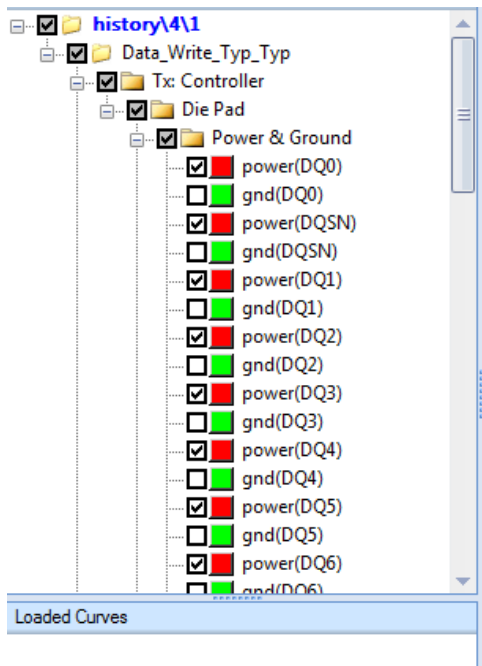 history\4\1
Data_Write_Typ_Typ
Tx: Controller
Die Pad
Power & Ground
power(DQ0)
gnd(DQ0)
power(DQSN)
gnd(DQSN)
power(DQ1)
gnd(DQ1)
power(DQ2)
gnd(DQ2)
power(DQ3)
gnd(DQ3)
power(DQ4)
gnd(DQ4)
power(DQ5)
gnd(DQ5)
power(DQ6)
gnd(DQ6)
Loaded Curves